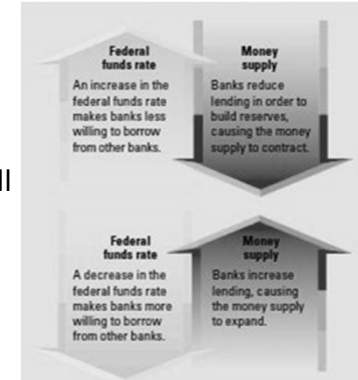 Federal
funds rate
An increase in the
federal funds rate
makes banks less
willing to borrow
from other banks.
Money
supply
Banks reduce
lending in order to
build reserves,
causing the money
supply to contract.
ll
Federal
funds rate
A decrease in the
federal funds rate
makes banks more
willing to borrow
from other banks.
Money
supply
Banks increase
lending, causing
the money supply
to expand.